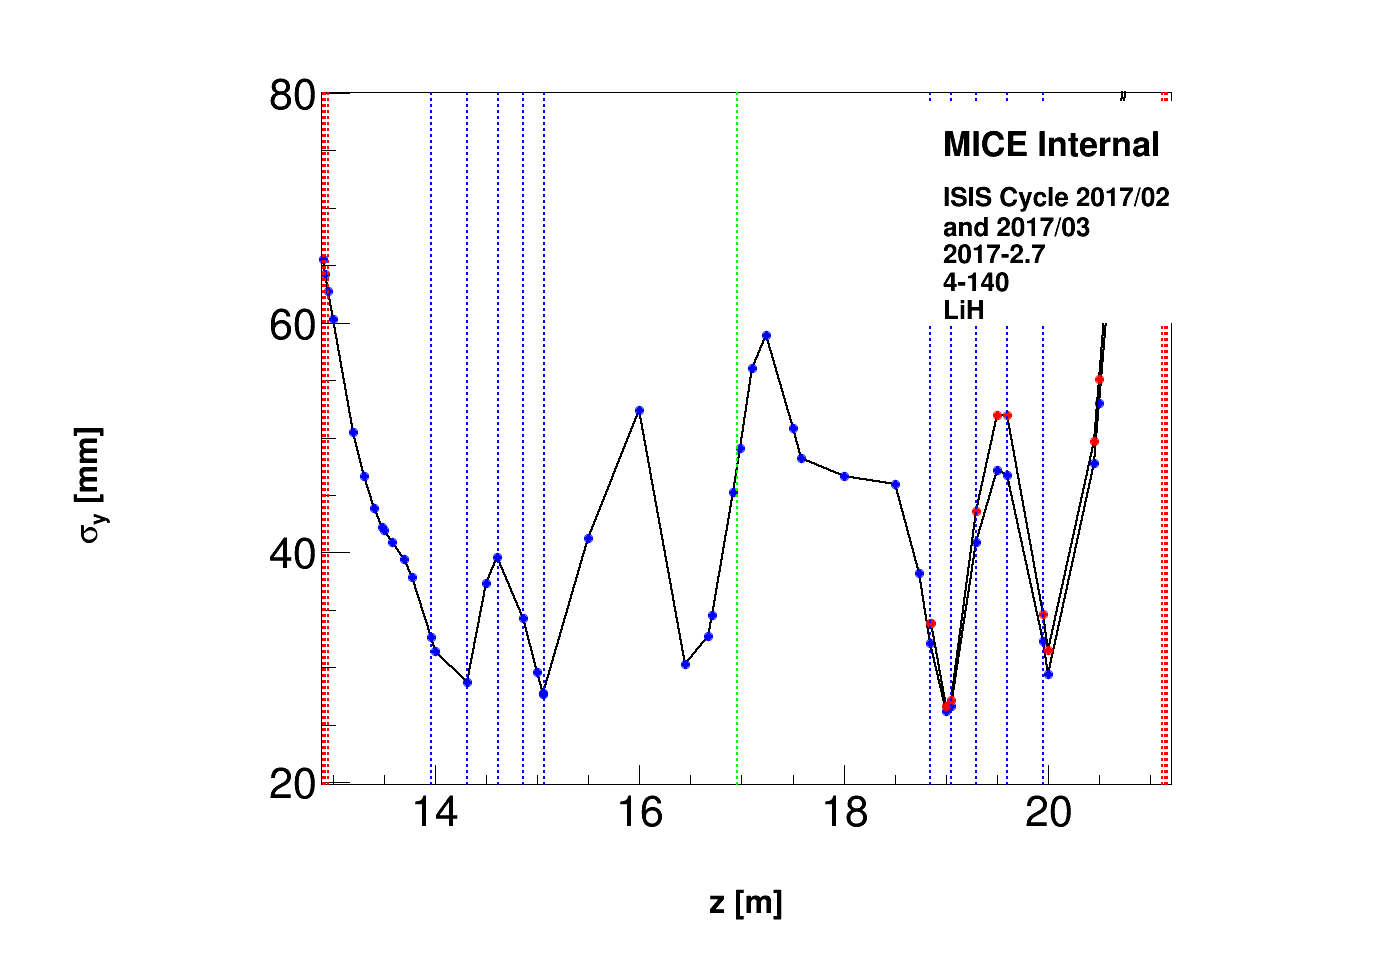 80
MICE Internal
ISIS Cycle 2017/02
and 2017/03
2017-2.7
4-140
LiH
60
σy [mm]
40
20
14 16 18 20
z [m]